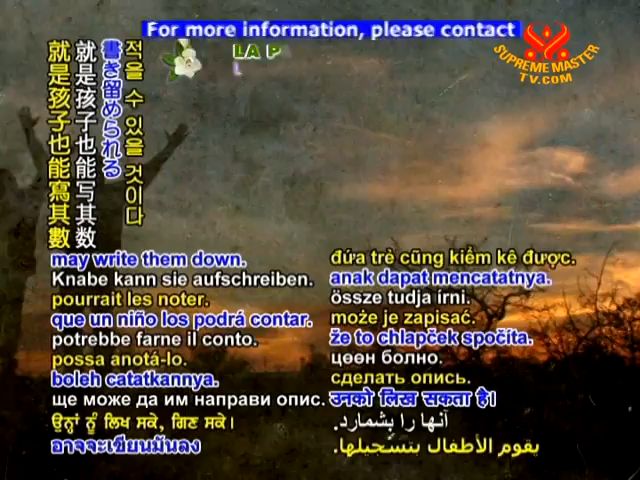 For more information, please contact
LA P
L
SUPREME MASTER
TV.COM
적을 수 있을 것이다
書き留められる
就是孩子也能写其数
就是孩子也能寫其數
may write them down.
Knabe kann sie aufschreiben.
pourrait les noter.
que un niño los podrá contar.
potrebbe farne il conto.
possa anotá-lo.
boleh catatkannya.
ще може да им направи опис.
ਉਨ੍ਹਾਂ ਨੂੰ ਲਿਖ ਸਕੇ, ਗਿਣ ਸਕੇ।
อาจจะเขียนมันลง
đứa trẻ cũng kiểm kê được.
anak dapat mencatatnya.
össze tudja írni.
może je zapisać.
že to chlapček spočíta.
цөөн болно.
сделать опись.
उनको लिख सकता है।
آنها را بشمارد.
يقوم الأطفال بتسجيلها.